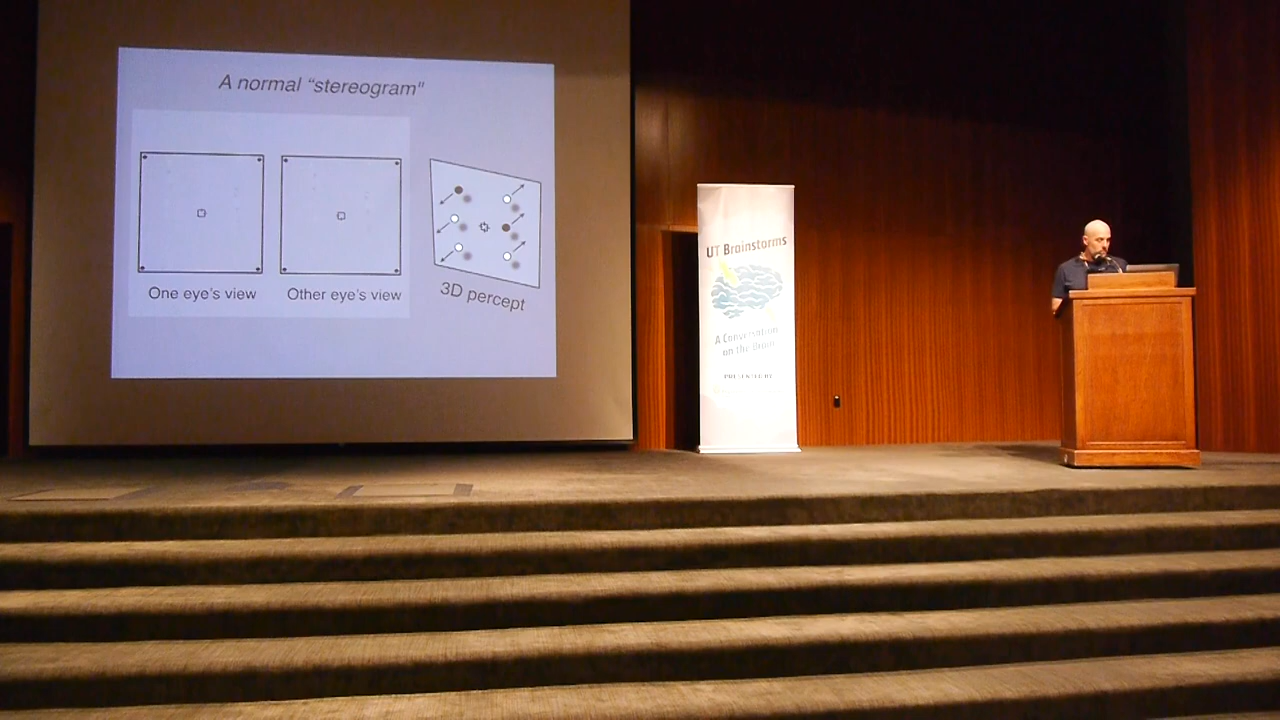 A normal “stereogram”
One eye's view
Other eye's view
3D percept
UT Brainstorms
A Conversation
on the Brain
PRESENTED BY